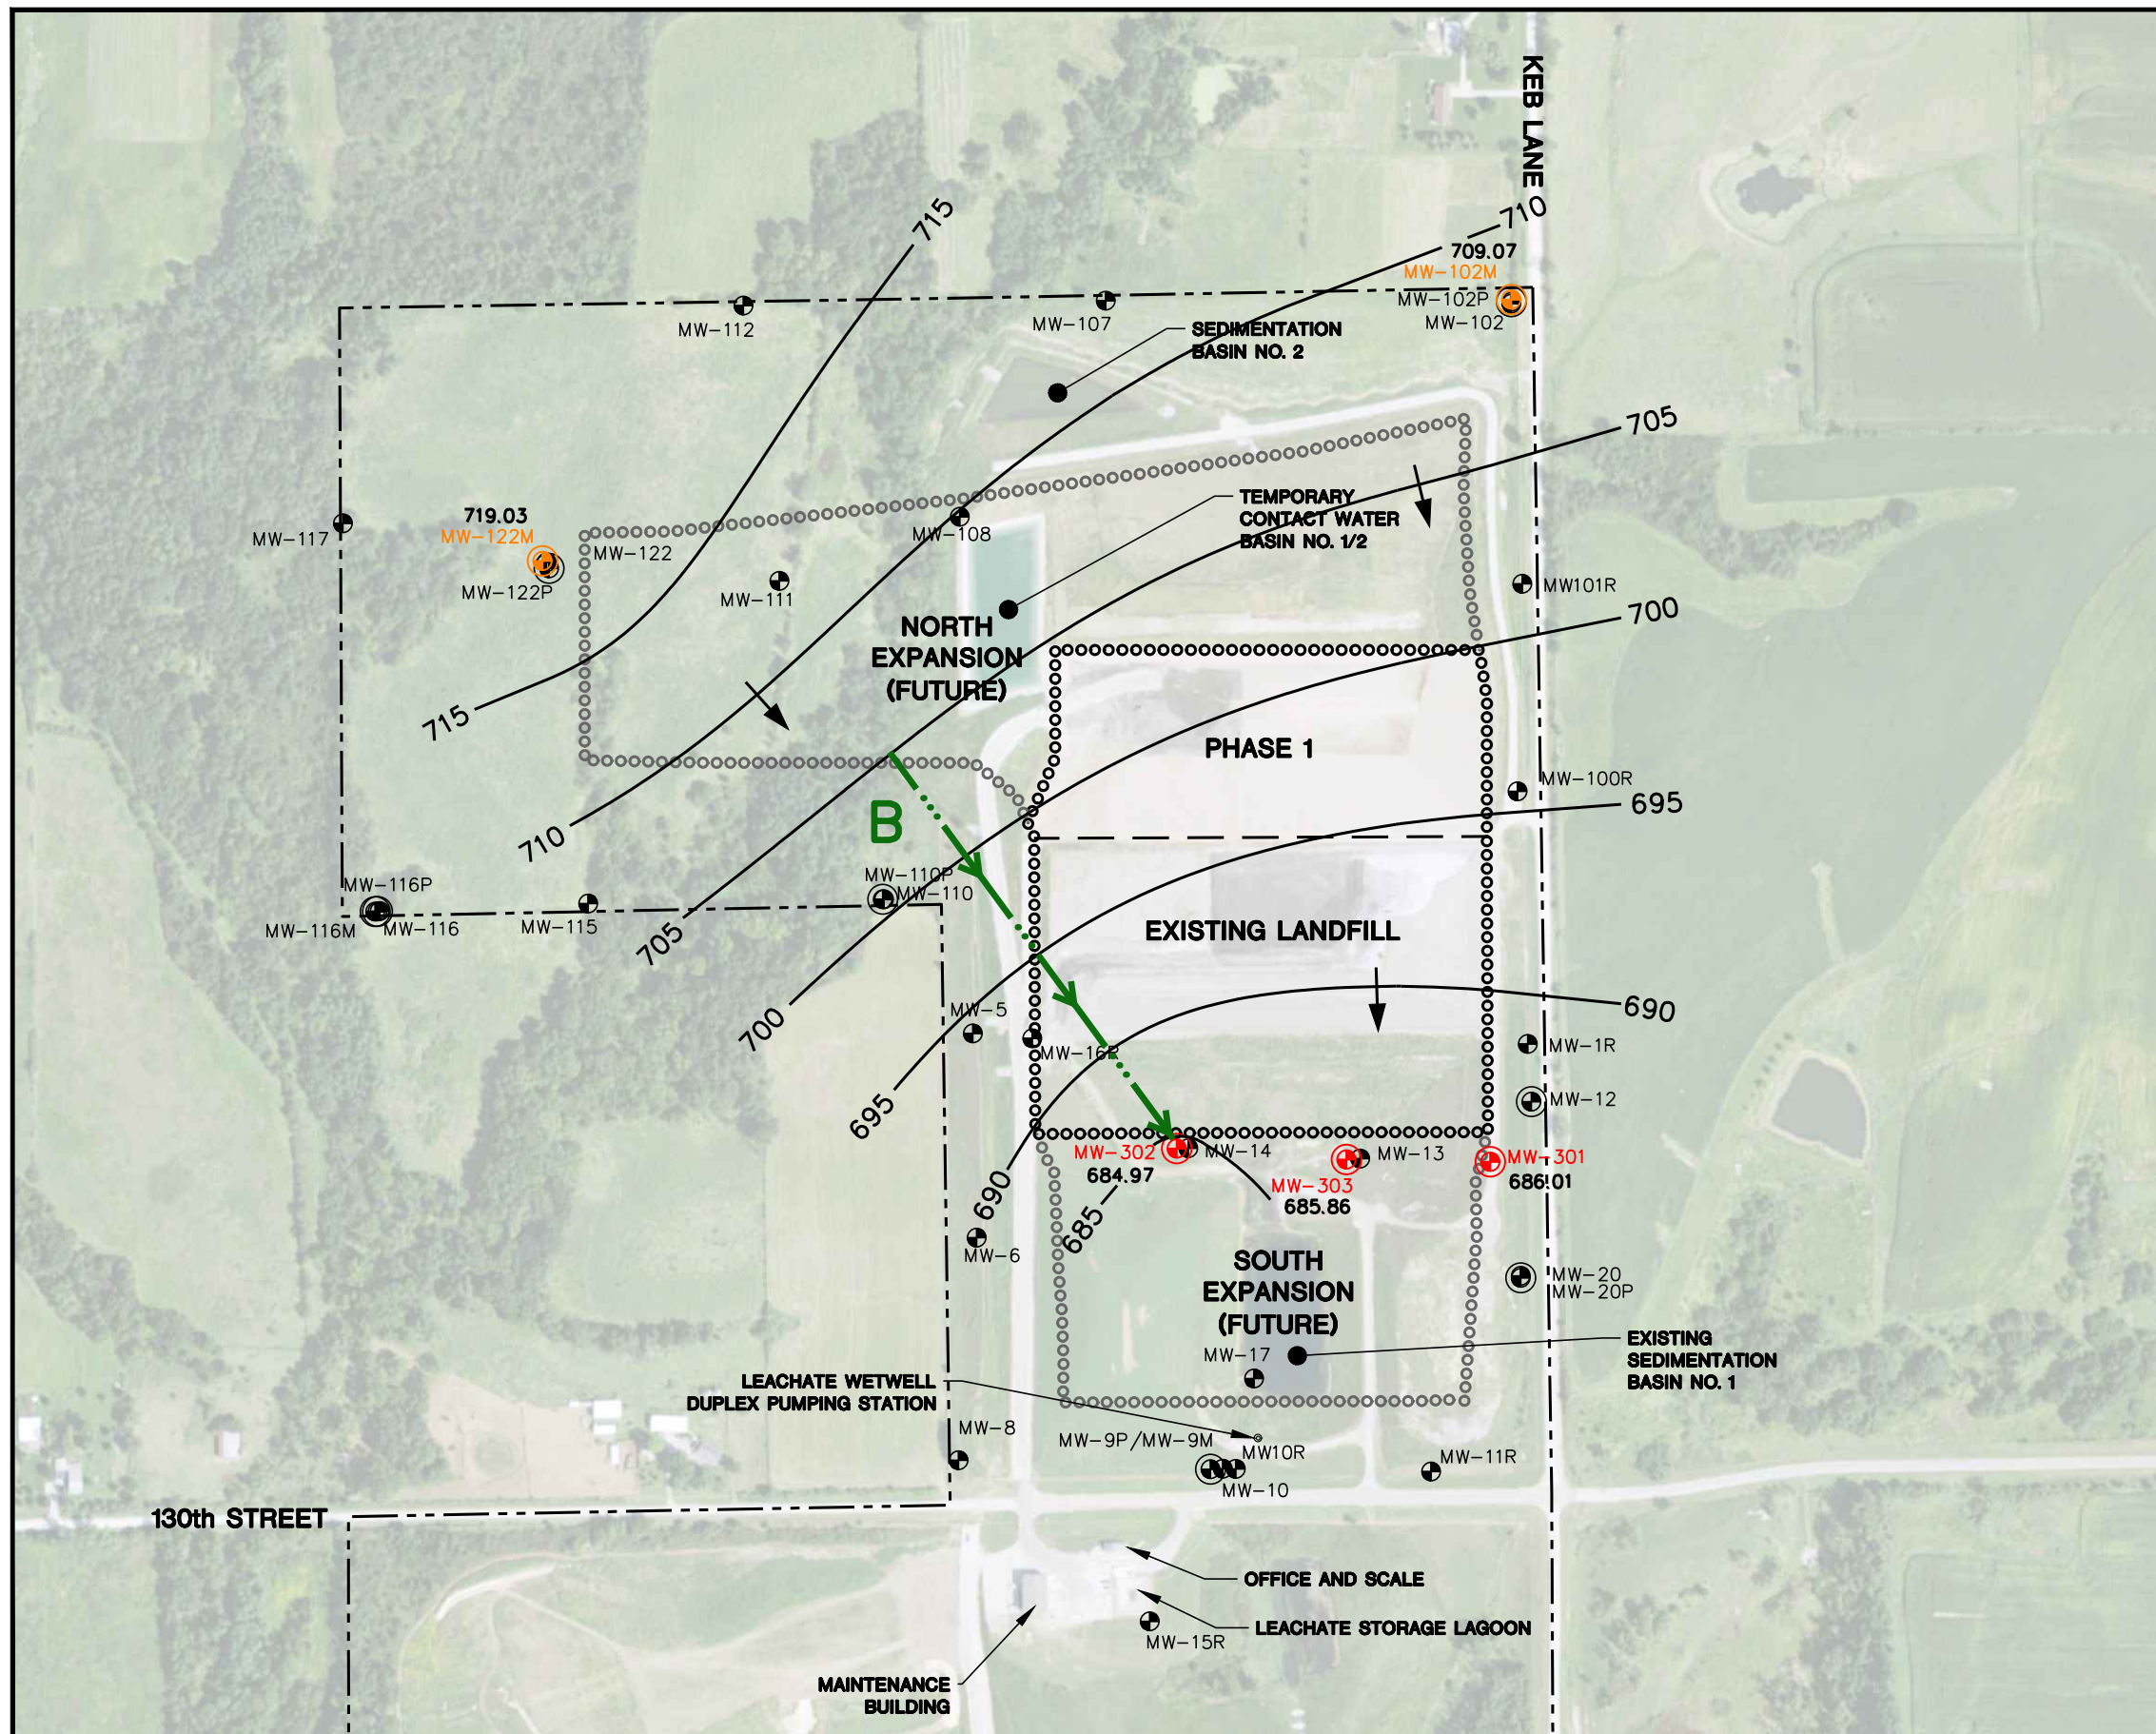 KEB LANE
715
710
709.07
MW-102M
MW-102P
MW-102
MW-112
MW-107
SEDIMENTATION
BASIN NO. 2
705
719.03
MW-117
MW-122M
MW-122
MW-122P
MW-108
TEMPORARY
CONTACT WATER
BASIN NO. 1/2
MW-111
MW101R
700
NORTH
EXPANSION
(FUTURE)
715
PHASE 1
MW-100R
695
B
710
MW-110P
MW-110
MW-116P
MW-116M
MW-116
MW-115
705
EXISTING LANDFILL
700
MW-5
690
MW-16P
MW-1R
MW-12
695
MW-302
684.97
MW-14
MW-13
MW-301
686.01
MW-303
685.86
690
685
MW-6
SOUTH
EXPANSION
(FUTURE)
MW-20
MW-20P
MW-17
EXISTING
SEDIMENTATION
BASIN NO. 1
LEACHATE WETWELL
DUPLEX PUMPING STATION
MW-8
MW-9P/MW-9M
MW10R
MW-10
MW-11R
130th STREET
OFFICE AND SCALE
LEACHATE STORAGE LAGOON
MW-15R
MAINTENANCE
BUILDING